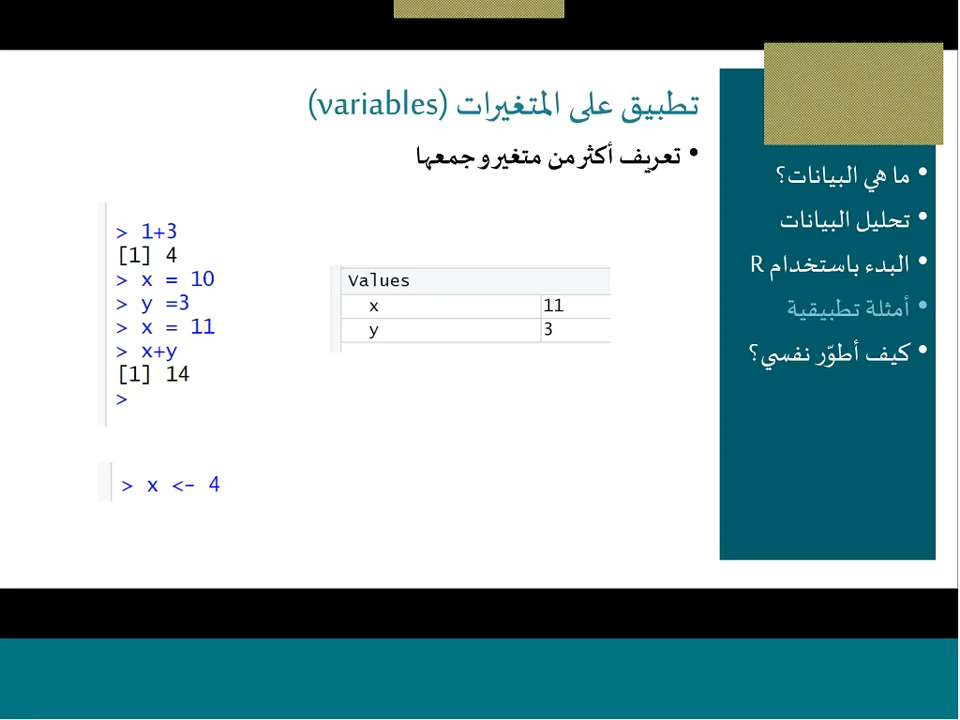 تطبيق على المتغيرات (variables)
• تعريف أكثر من متغير وجمعها
> 1+3
[1] 4
> x = 10
> y =3
> x = 11
> x+y
[1] 14
>
> x <- 4
Values
x 11
y 3
• ما هي البيانات؟
• تحليل البيانات
• البدء باستخدام R
• أمثلة تطبيقية
• كيف أطوّر نفسي؟